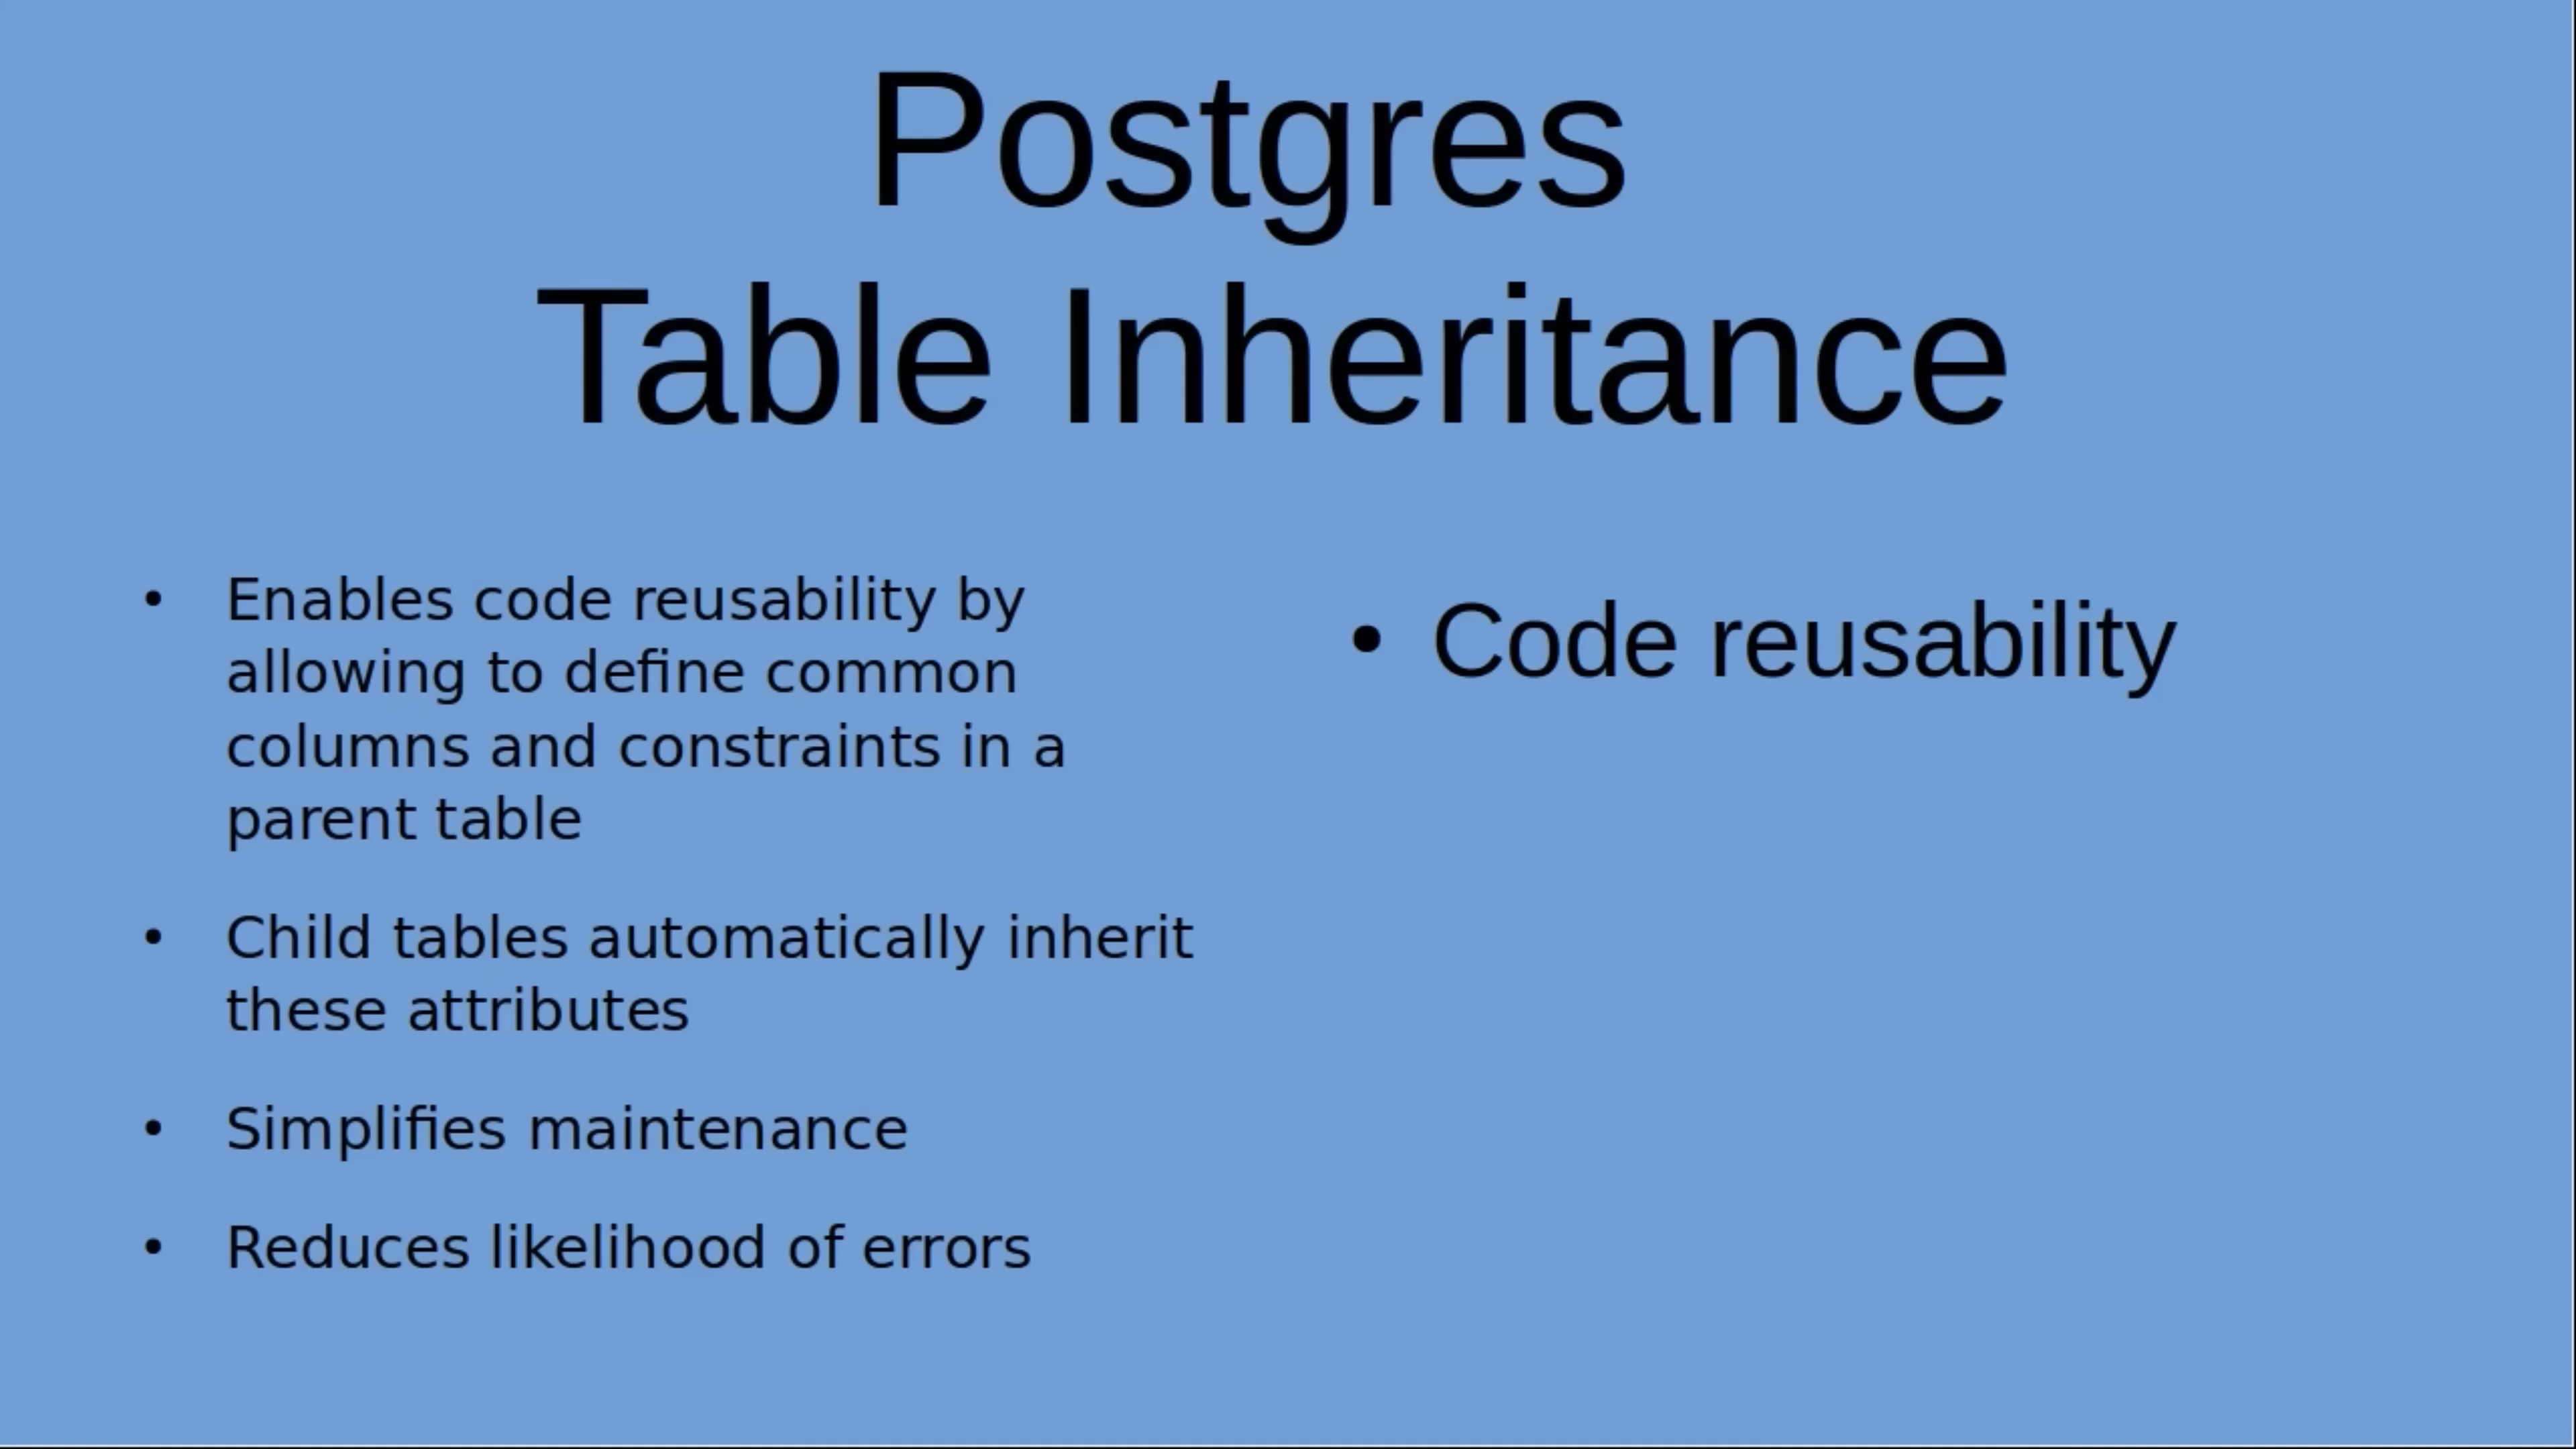 Postgres
Table Inheritance
• Enables code reusability by
allowing to define common
columns and constraints in a
parent table
• Child tables automatically inherit
these attributes
• Simplifies maintenance
• Reduces likelihood of errors
• Code reusability